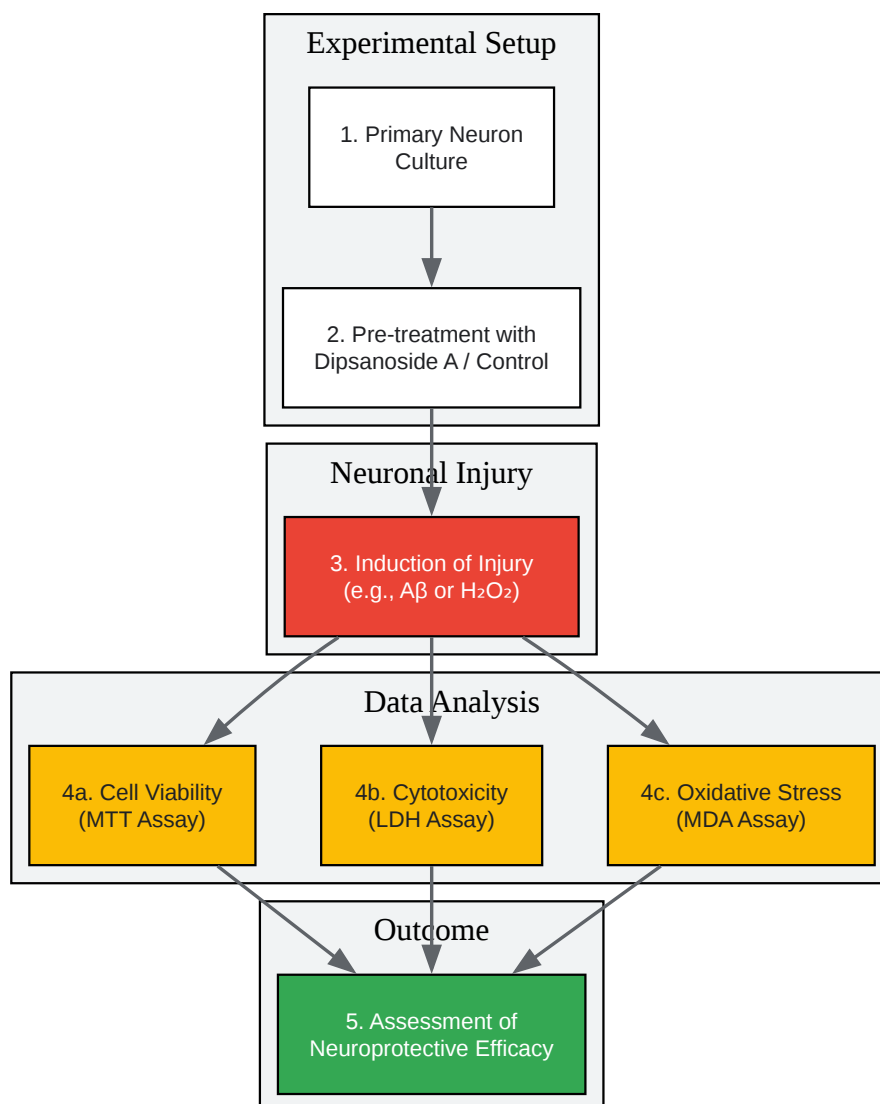 Experimental Setup
1. Primary Neuron
Culture
2. Pre-treatment with
Dipsanoside A / Control
Neuronal Injury
3. Induction of Injury
(e.g., Aβ or H₂O₂)
Data Analysis
4a. Cell Viability
(MTT Assay)
4b. Cytotoxicity
(LDH Assay)
4c. Oxidative Stress
(MDA Assay)
Outcome
5. Assessment of
Neuroprotective Efficacy